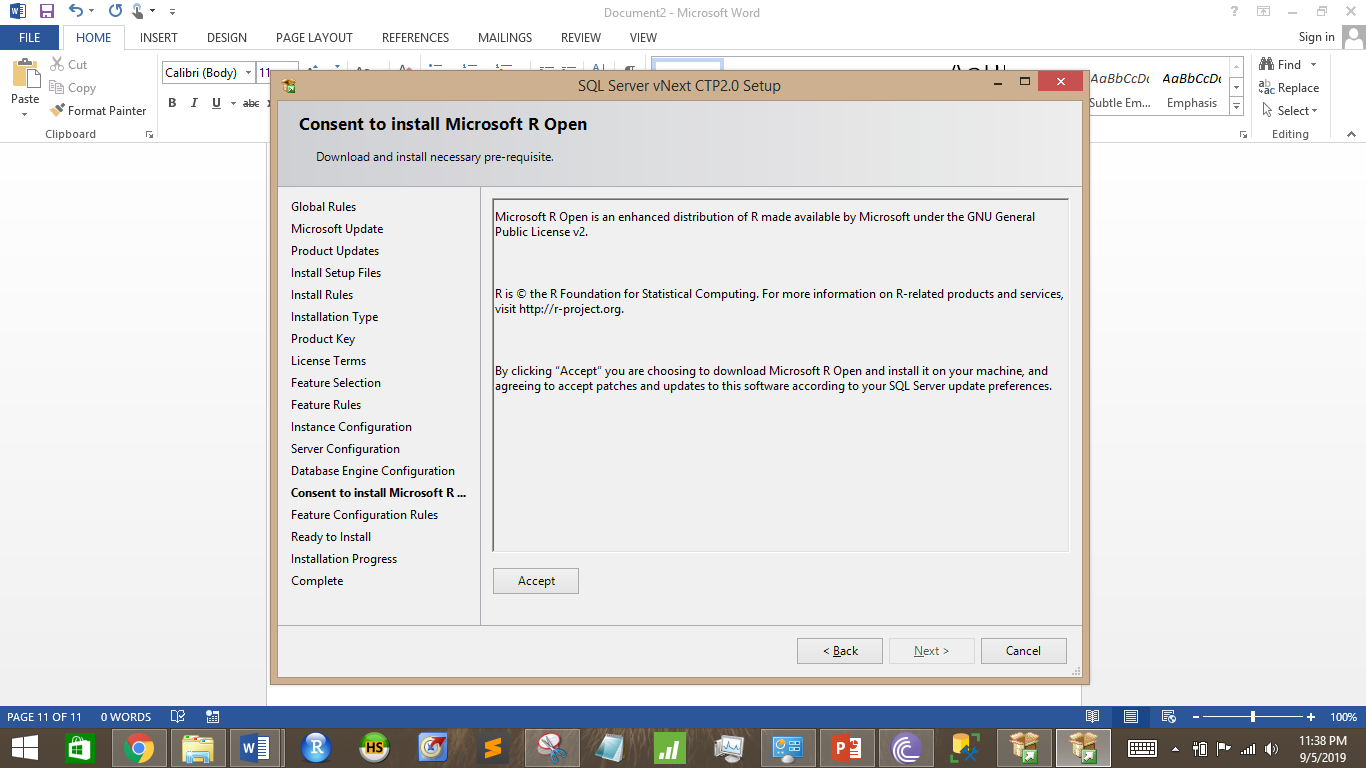 Document2 - Microsoft Word
FILE
HOME
INSERT
DESIGN
PAGE LAYOUT
REFERENCES
MAILINGS
REVIEW
VIEW
Sign in
Paste
Cut
Copy
Format Painter
Clipboard
Calibri (Body)
11
B I U abc
AaBbCcDc
AaBbCcDc
Subtle Em...
Emphasis
Find
Replace
Select
Editing
SQL Server vNext CTP2.0 Setup
Consent to install Microsoft R Open
Download and install necessary pre-requisite.
Global Rules
Microsoft Update
Product Updates
Install Setup Files
Install Rules
Installation Type
Product Key
License Terms
Feature Selection
Feature Rules
Instance Configuration
Server Configuration
Database Engine Configuration
Consent to install Microsoft R ...
Feature Configuration Rules
Ready to Install
Installation Progress
Complete
Microsoft R Open is an enhanced distribution of R made available by Microsoft under the GNU General
Public License v2.
R is © the R Foundation for Statistical Computing. For more information on R-related products and services,
visit http://r-project.org.
By clicking "Accept" you are choosing to download Microsoft R Open and install it on your machine, and
agreeing to accept patches and updates to this software according to your SQL Server update preferences.
Accept
< Back
Next >
Cancel
PAGE 11 OF 11
0 WORDS
100%
R
HS
11:38 PM
9/5/2019